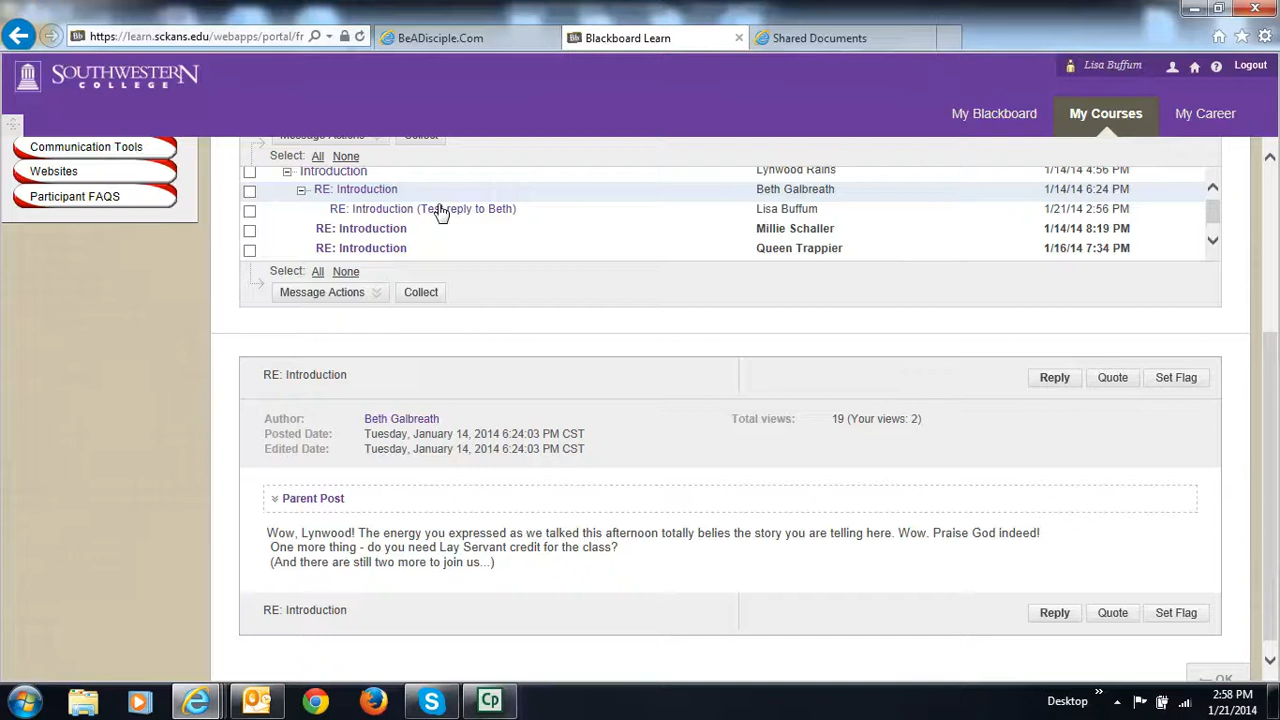 https://learn.sckans.edu/webapps/portal/fr
BeADisciple.Com
Blackboard Learn
Shared Documents
SOUTHWESTERN
COLLEGE
Lisa Buffum
Logout
My Blackboard
My Courses
My Career
Communication Tools
Websites
Participant FAQS
Message Actions
Collect
Select: All None
Introduction Lynwood Rains 1/14/14 4:56 PM
RE: Introduction Beth Galbreath 1/14/14 6:24 PM
RE: Introduction (Test reply to Beth) Lisa Buffum 1/21/14 2:56 PM
RE: Introduction Millie Schaller 1/14/14 8:19 PM
RE: Introduction Queen Trappier 1/16/14 7:34 PM
Select: All None
Message Actions
Collect
RE: Introduction
Reply Quote Set Flag
Author: Beth Galbreath Total views: 19 (Your views: 2)
Posted Date: Tuesday, January 14, 2014 6:24:03 PM CST
Edited Date: Tuesday, January 14, 2014 6:24:03 PM CST
Parent Post
Wow, Lynwood! The energy you expressed as we talked this afternoon totally belies the story you are telling here. Wow. Praise God indeed!
One more thing - do you need Lay Servant credit for the class?
(And there are still two more to join us...)
RE: Introduction
Reply Quote Set Flag
OK
Cp
Desktop
2:58 PM
1/21/2014